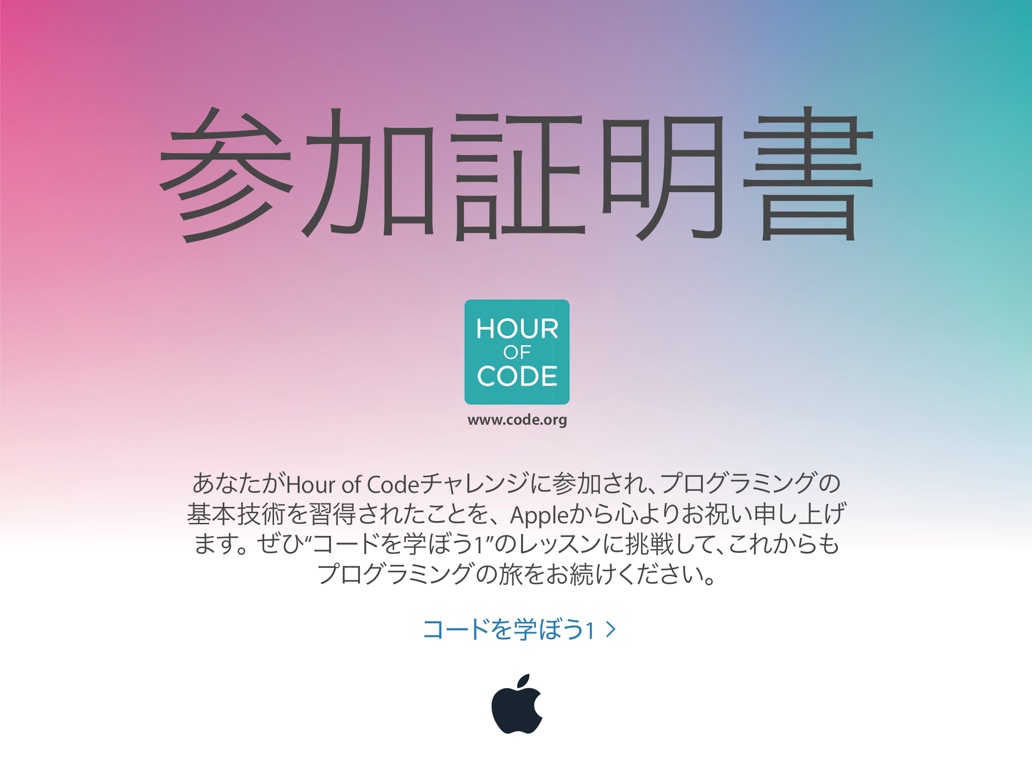 参加証明書
HOUR
OF
CODE
www.code.org
あなたがHour of Codeチャレンジに参加され、プログラミングの
基本技術を習得されたことを、Appleから心よりお祝い申し上げ
ます。ぜひ“コードを学ぼう1”のレッスンに挑戦して、これからも
プログラミングの旅をお続けください。
コードを学ぼう1 >